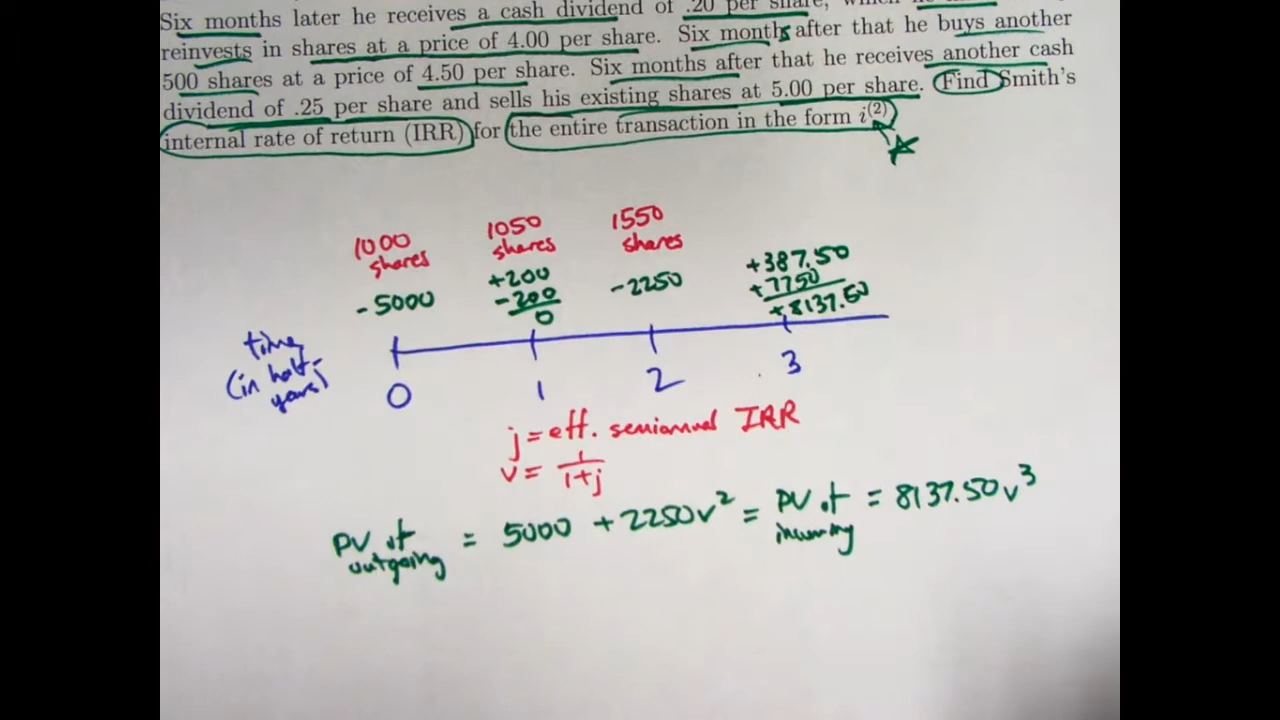 Six months later he receives a cash dividend of .20 per share,
reinvests in shares at a price of 4.00 per share. Six months after that he buys another
500 shares at a price of 4.50 per share. Six months after that he receives another cash
dividend of .25 per share and sells his existing shares at 5.00 per share. Find Smith's
internal rate of return (IRR) for the entire transaction in the form i^(2)
1000 shares
1050 shares
1550 shares
-5000
+200
-200
0
-2250
+387.50
+7750
+8137.50
time
(in half-
years)
0
1
2
3
j = eff. semiannual IRR
v = 1/(1+j)
PV of outgoing = 5000 + 2250v² = PV of incoming = 8137.50v³